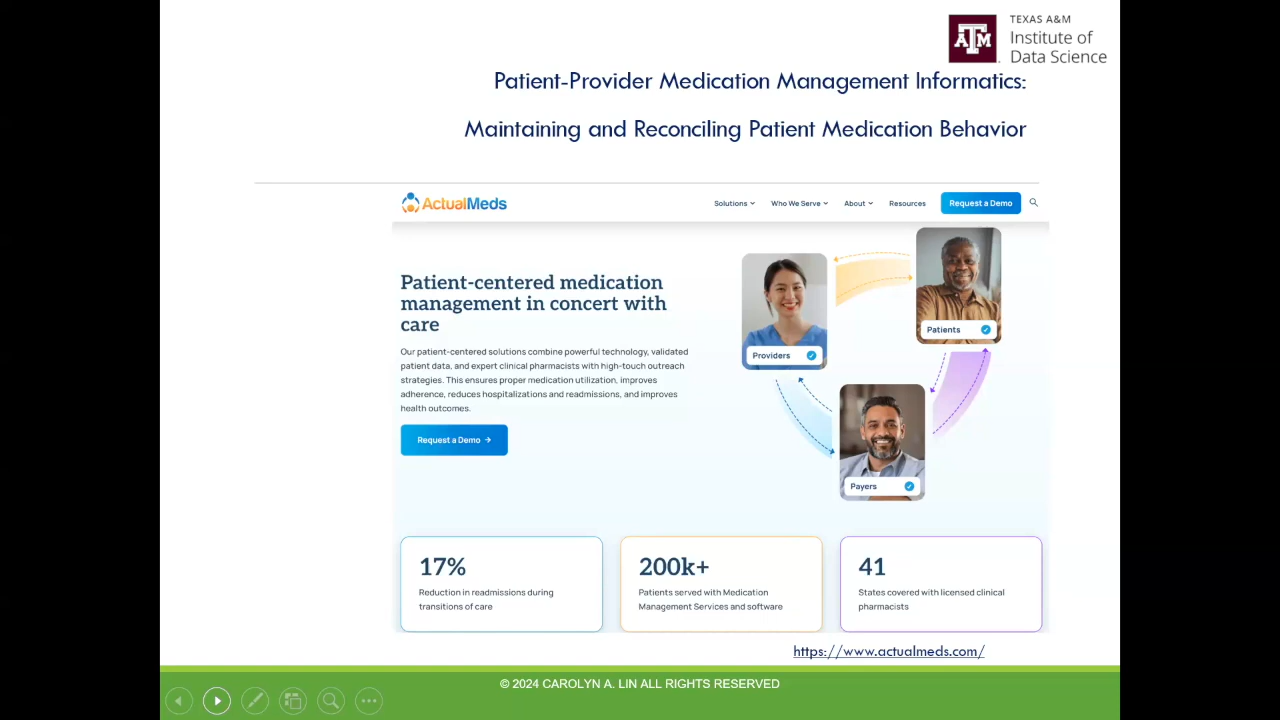 TEXAS A&M
Institute of
Data Science
Patient-Provider Medication Management Informatics:
Maintaining and Reconciling Patient Medication Behavior
ActualMeds
Solutions
Who We Serve
About
Resources
Request a Demo
Patient-centered medication
management in concert with
care
Our patient-centered solutions combine powerful technology, validated
patient data, and expert clinical pharmacists with high-touch outreach
strategies. This ensures proper medication utilization, improves
adherence, reduces hospitalizations and readmissions, and improves
health outcomes.
Request a Demo →
Providers
Patients
Payers
17%
Reduction in readmissions during
transitions of care
200k+
Patients served with Medication
Management Services and software
41
States covered with licensed clinical
pharmacists
https://www.actualmeds.com/
© 2024 CAROLYN A. LIN ALL RIGHTS RESERVED